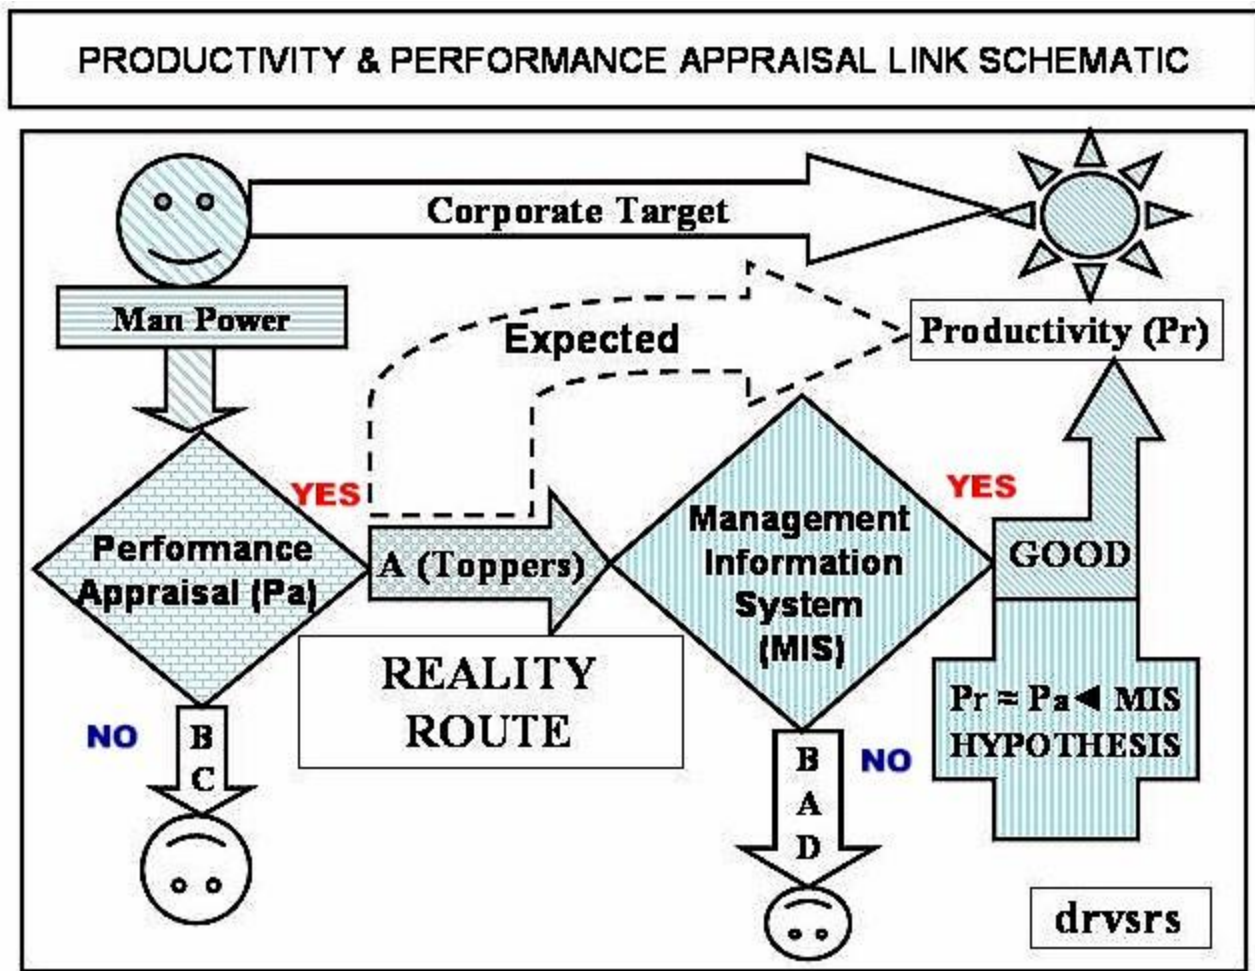 PRODUCTIVITY & PERFORMANCE APPRAISAL LINK SCHEMATIC
Corporate Target
Man Power
Expected
Productivity (Pr)
YES
Performance
Appraisal (Pa)
A (Toppers)
Management
Information
System
(MIS)
YES
GOOD
REALITY
ROUTE
Pr ≈ Pa◄ MIS
HYPOTHESIS
NO
B
C
B
A
D
NO
drvsrs